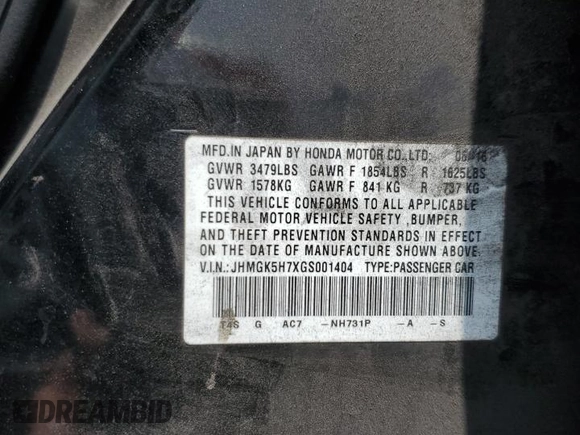 MFD.IN JAPAN BY HONDA MOTOR CO.,LTD.
GVWR 3479LBS GAWR F 1854LBS R 1625LBS
GVWR 1578KG GAWR F 841 KG R 737 KG
THIS VEHICLE CONFORMS TO ALL APPLICABLE
FEDERAL MOTOR VEHICLE SAFETY ,BUMPER,
AND THEFT PREVENTION STANDARDS IN EFFECT
ON THE DATE OF MANUFACTURE SHOWN ABOVE.
V.I.N.:JHMGK5H7XGS001404 TYPE:PASSENGER CAR
G AC7 -NH731P -A -S
DREAMBID